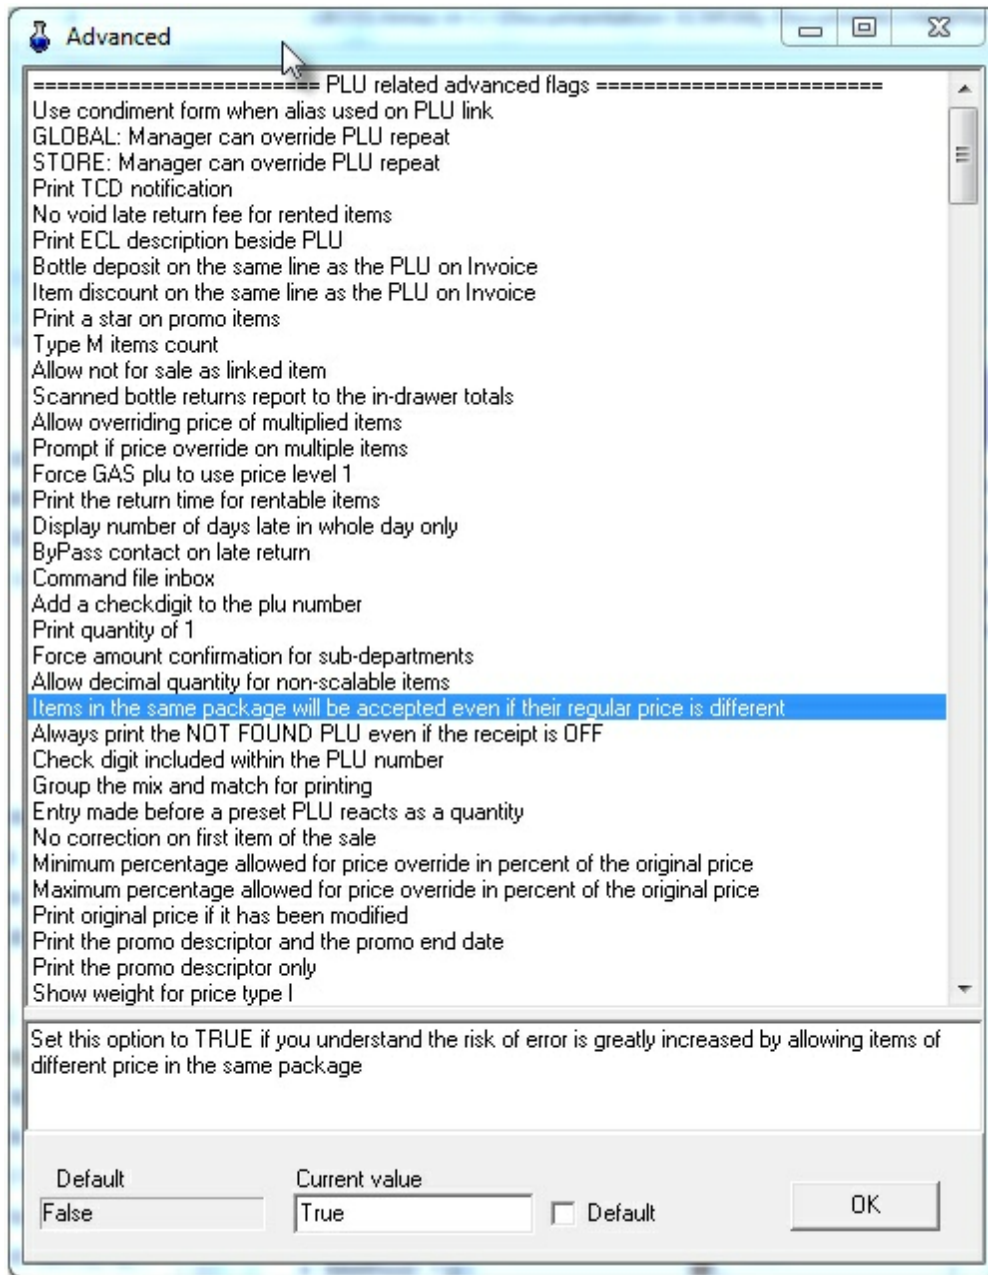 Advanced
======================== PLU related advanced flags ========================
Use condiment form when alias used on PLU link
GLOBAL: Manager can override PLU repeat
STORE: Manager can override PLU repeat
Print TCD notification
No void late return fee for rented items
Print ECL description beside PLU
Bottle deposit on the same line as the PLU on Invoice
Item discount on the same line as the PLU on Invoice
Print a star on promo items
Type M items count
Allow not for sale as linked item
Scanned bottle returns report to the in-drawer totals
Allow overriding price of multiplied items
Prompt if price override on multiple items
Force GAS plu to use price level 1
Print the return time for rentable items
Display number of days late in whole day only
ByPass contact on late return
Command file inbox
Add a checkdigit to the plu number
Print quantity of 1
Force amount confirmation for sub-departments
Allow decimal quantity for non-scalable items
Items in the same package will be accepted even if their regular price is different
Always print the NOT FOUND PLU even if the receipt is OFF
Check digit included within the PLU number
Group the mix and match for printing
Entry made before a preset PLU reacts as a quantity
No correction on first item of the sale
Minimum percentage allowed for price override in percent of the original price
Maximum percentage allowed for price override in percent of the original price
Print original price if it has been modified
Print the promo descriptor and the promo end date
Print the promo descriptor only
Show weight for price type I
Set this option to TRUE if you understand the risk of error is greatly increased by allowing items of
different price in the same package
Default Current value
False True Default OK